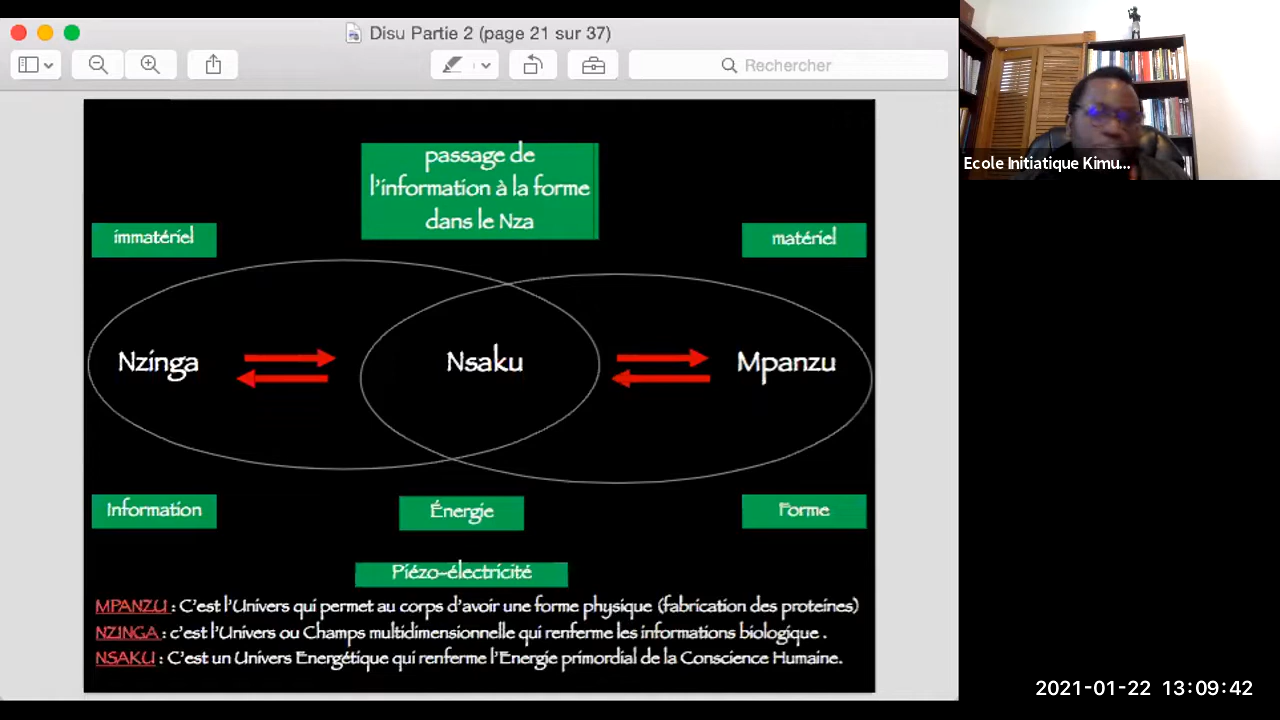 Disu Partie 2 (page 21 sur 37)
Rechercher
Ecole Initiatique Kimu...
passage de
l'information à la forme
dans le Nza
immatériel
matériel
Nzinga
Nsaku
Mpanzu
Information
Énergie
Forme
Piézo-électricité
MPANZU : C'est l'Univers qui permet au corps d'avoir une forme physique (fabrication des proteines)
NZINGA : c'est l'Univers ou Champs multidimensionnelle qui renferme les informations biologique .
NSAKU : C'est un Univers Energétique qui renferme l'Energie primordial de la Conscience Humaine.
2021-01-22 13:09:42